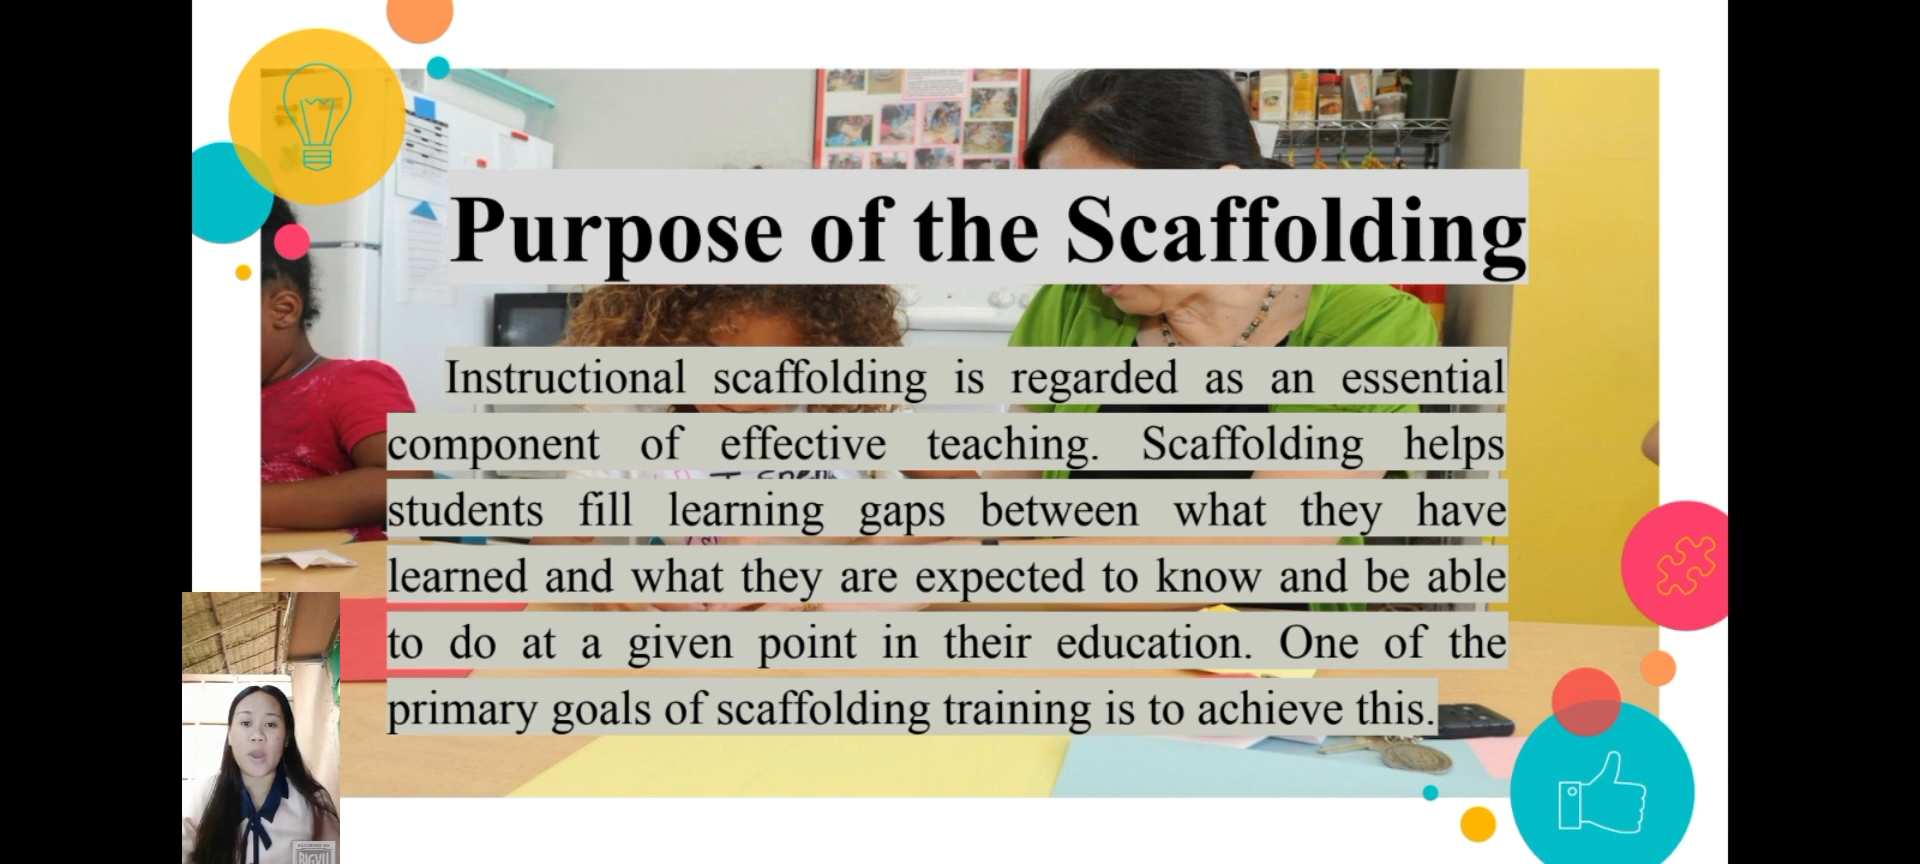 Purpose of the Scaffolding
Instructional scaffolding is regarded as an essential
component of effective teaching. Scaffolding helps
students fill learning gaps between what they have
learned and what they are expected to know and be able
to do at a given point in their education. One of the
primary goals of scaffolding training is to achieve this.